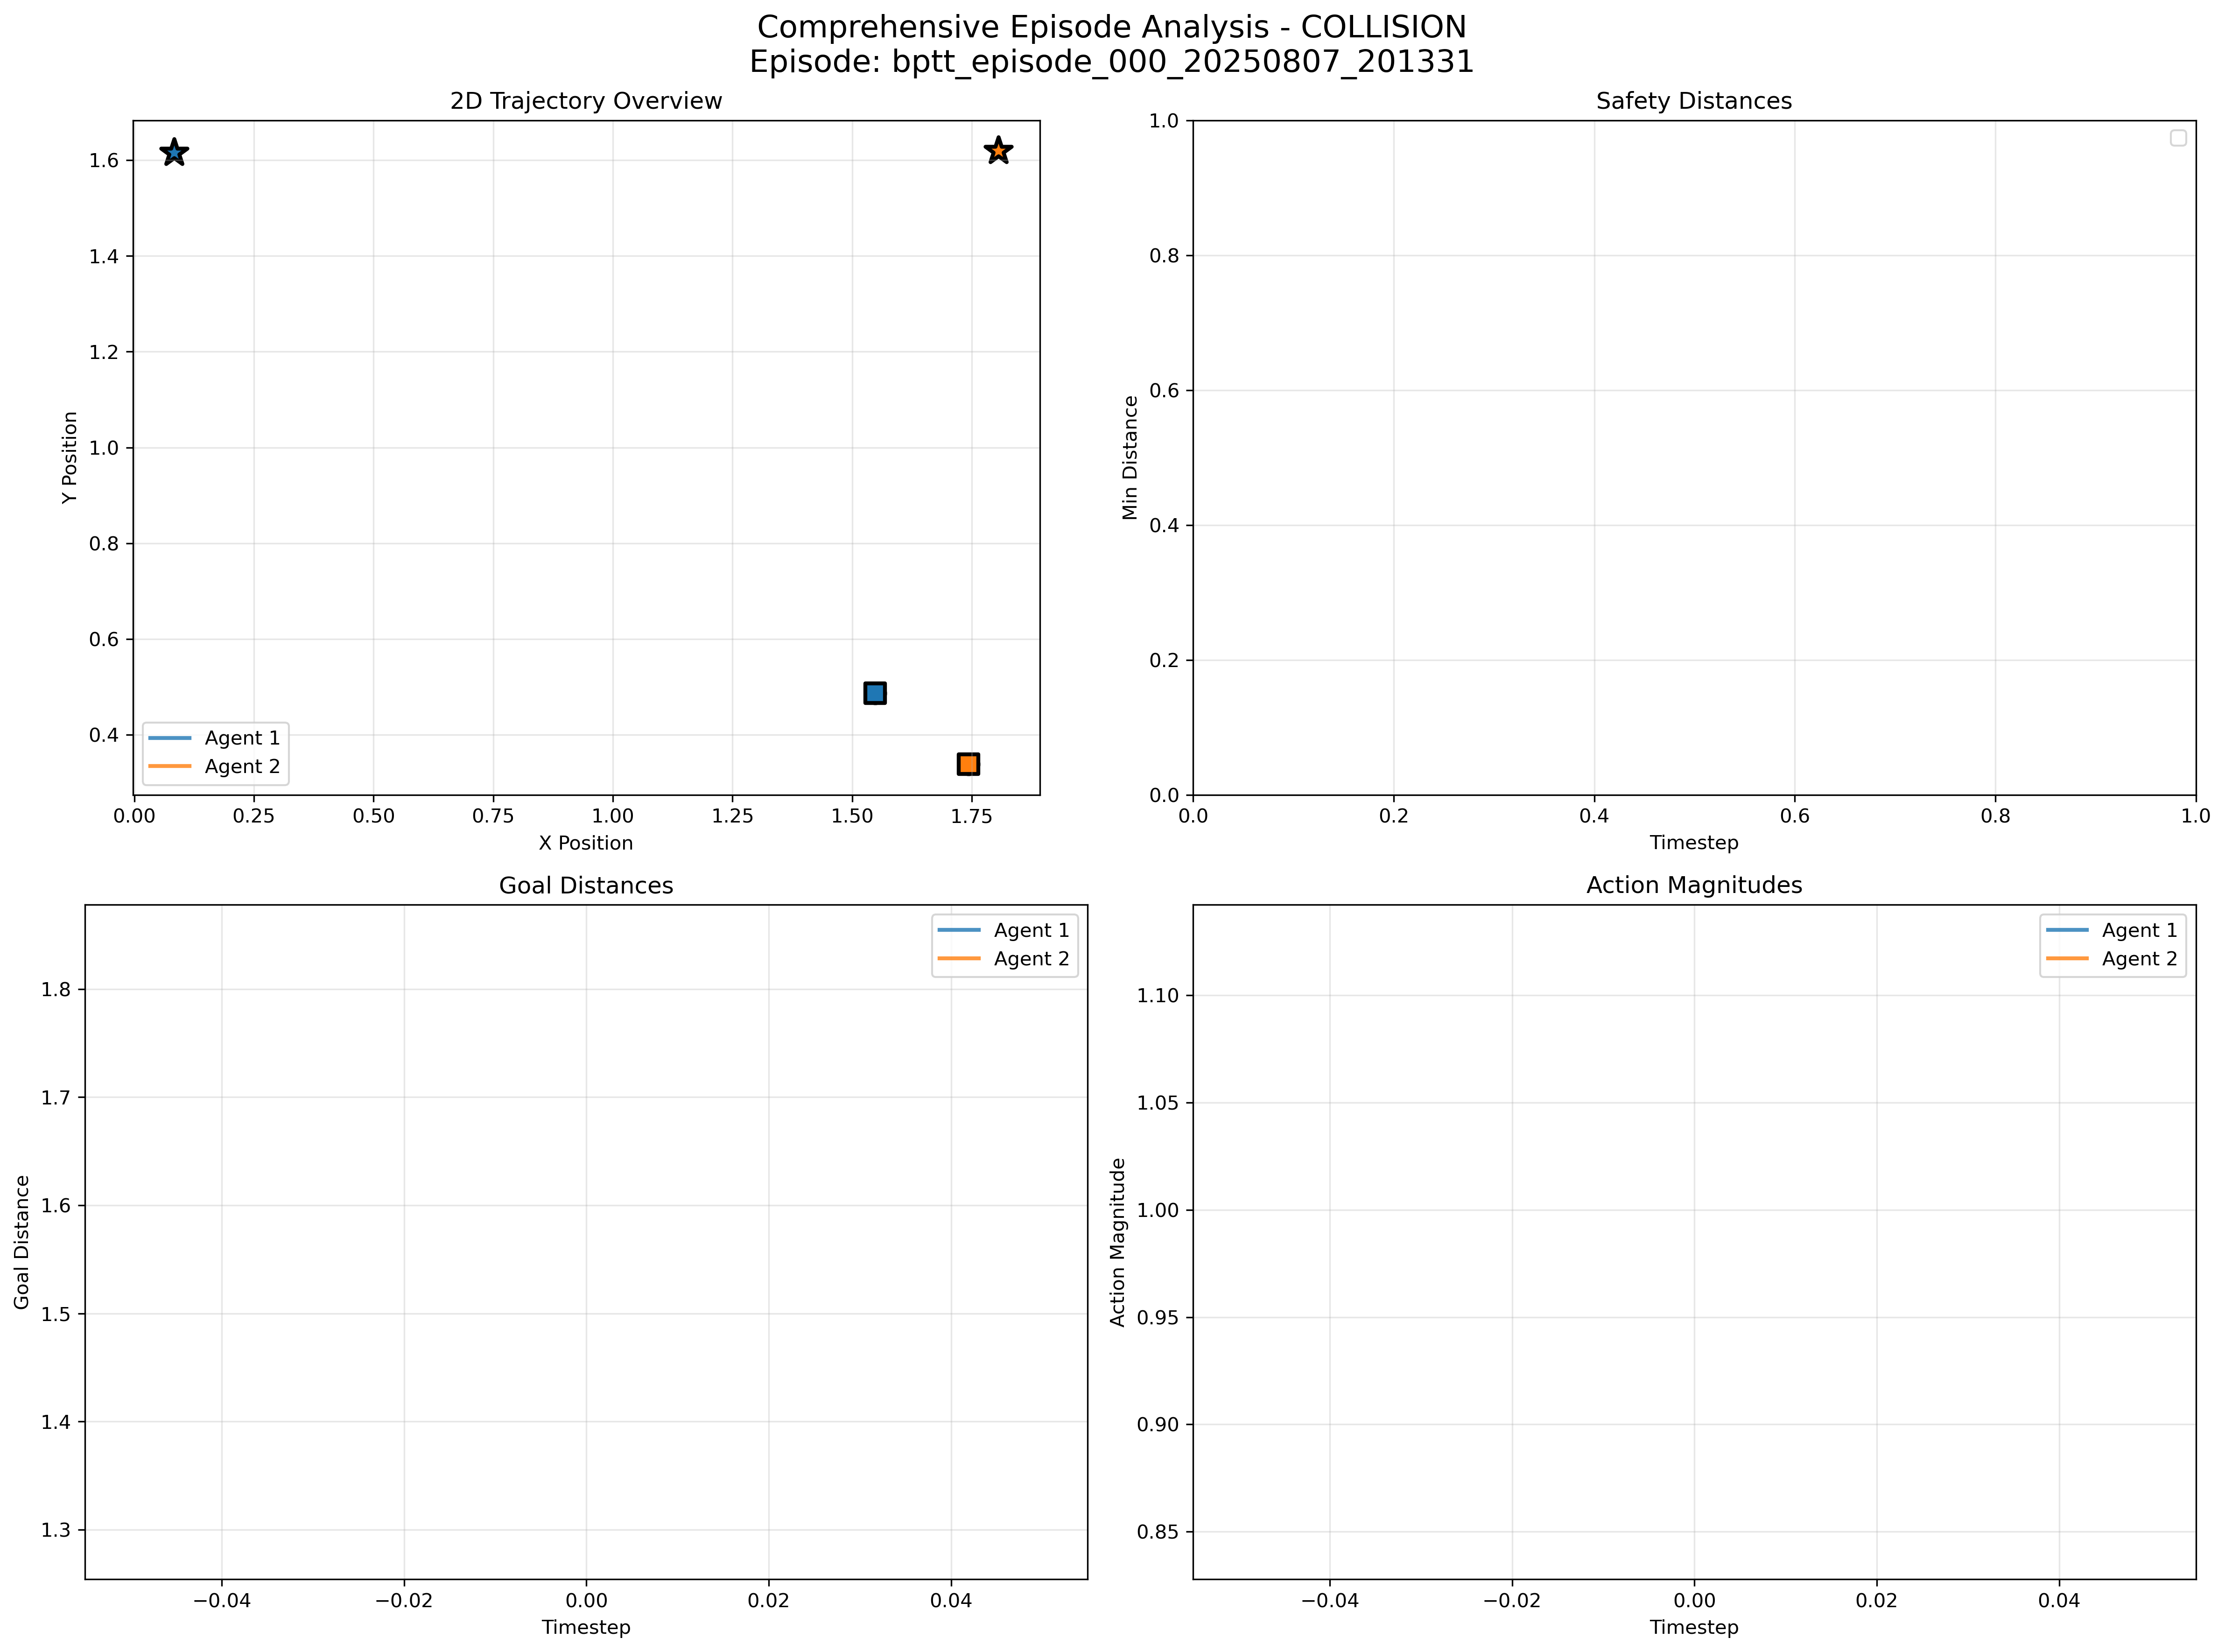 Comprehensive Episode Analysis - COLLISION
Episode: bptt_episode_000_20250807_201331
2D Trajectory Overview
Y Position
1.6
1.4
1.2
1.0
0.8
0.6
0.4
Agent 1
Agent 2
0.00 0.25 0.50 0.75 1.00 1.25 1.50 1.75
X Position
Safety Distances
Min Distance
1.0
0.8
0.6
0.4
0.2
0.0
0.0 0.2 0.4 0.6 0.8 1.0
Timestep
Goal Distances
Goal Distance
Agent 1
Agent 2
1.8
1.7
1.6
1.5
1.4
1.3
−0.04 −0.02 0.00 0.02 0.04
Timestep
Action Magnitudes
Action Magnitude
Agent 1
Agent 2
1.10
1.05
1.00
0.95
0.90
0.85
−0.04 −0.02 0.00 0.02 0.04
Timestep